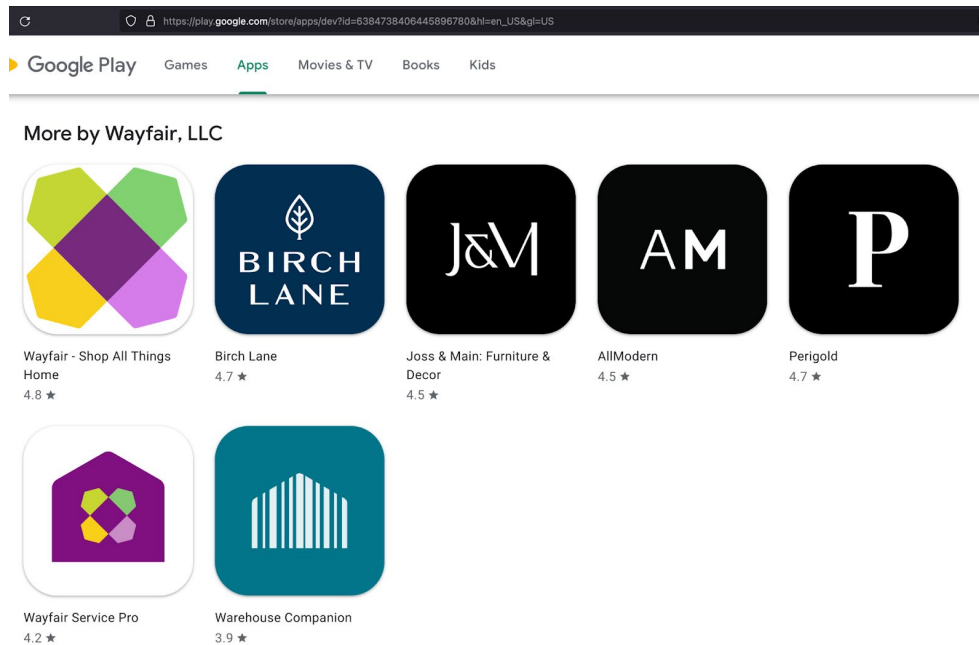 https://play.google.com/store/apps/dev?id=6384738406445896780&hl=en_US&gl=US
Google Play Games Apps Movies & TV Books Kids
More by Wayfair, LLC
BIRCH
LANE
J&M
AM
P
Wayfair - Shop All Things
Home
4.8 ★
Birch Lane
4.7 ★
Joss & Main: Furniture &
Decor
4.5 ★
AllModern
4.5 ★
Perigold
4.7 ★
Wayfair Service Pro
4.2 ★
Warehouse Companion
3.9 ★